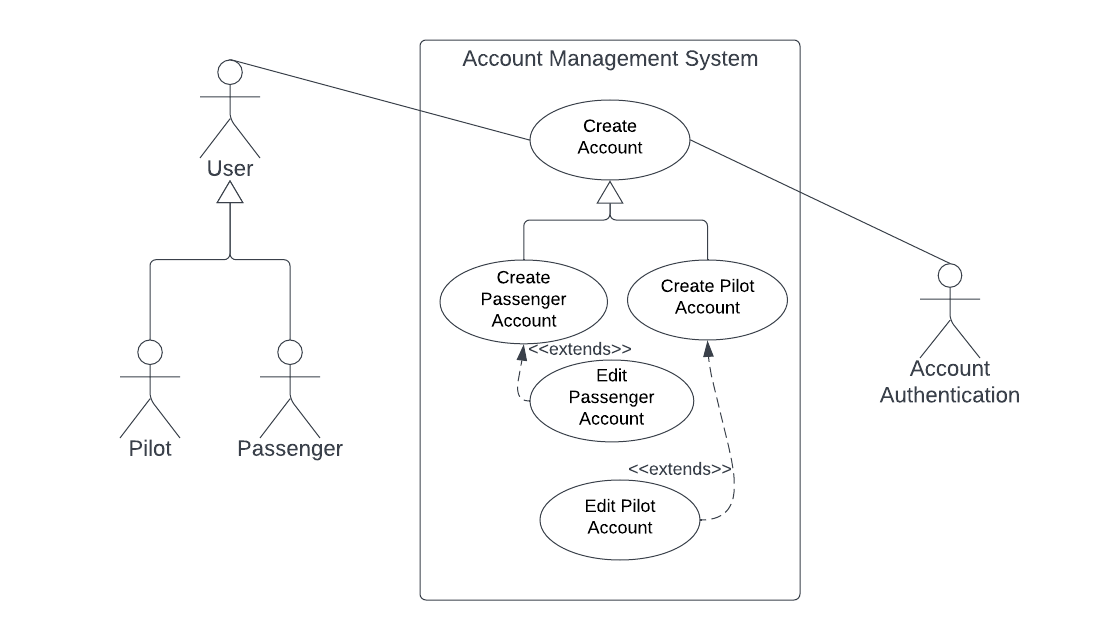 Account Management System
Create
Account
User
Create
Passenger
Account
Create Pilot
Account
<<extends>>
Account
Authentication
Edit
Passenger
Account
Pilot
Passenger
<<extends>>
Edit Pilot
Account